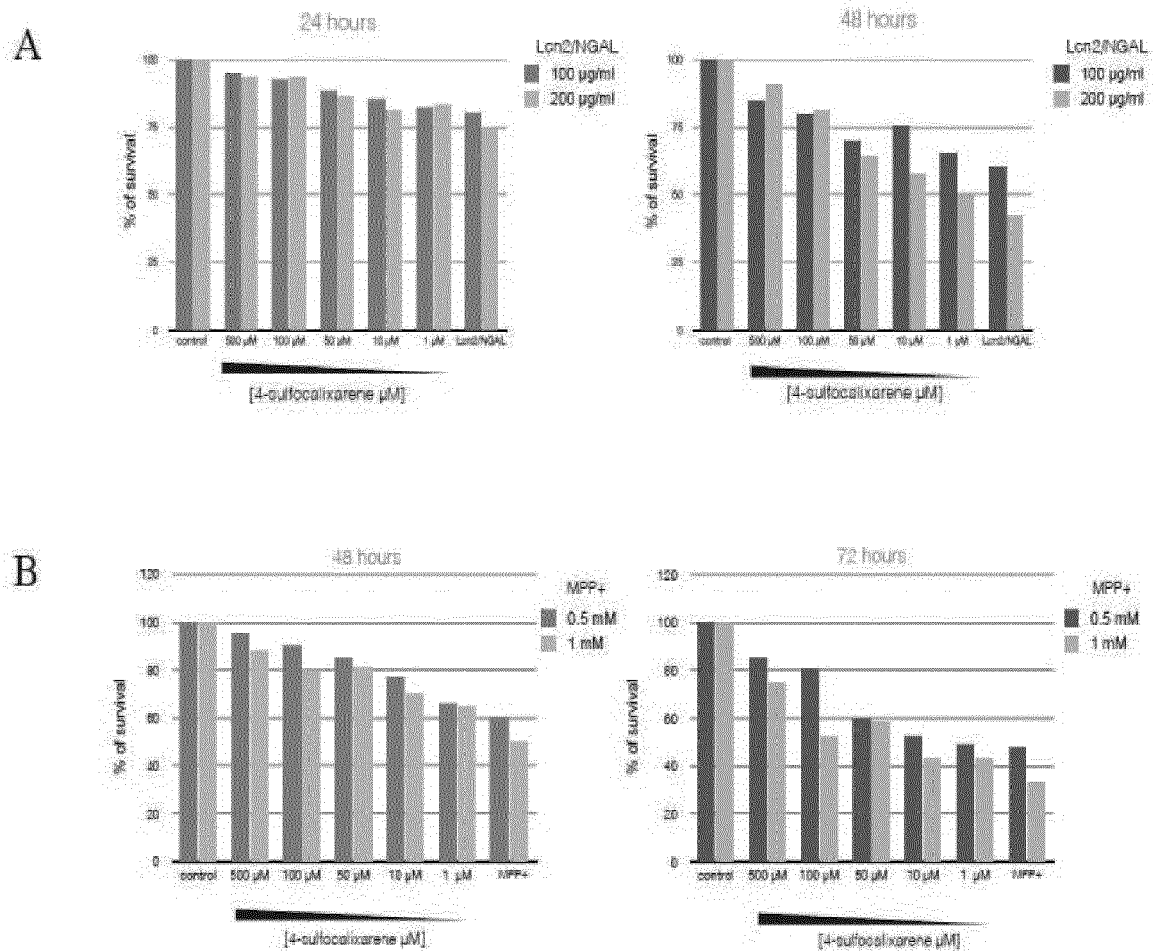 A
24 hours
Lcn2/NGAL
100 µg/ml
200 µg/ml
% of survival
100
75
50
25
0
control 500 µM 100 µM 50 µM 10 µM 1 µM Lcn2/NGAL
[4-sulfocalixarene µM]
48 hours
Lcn2/NGAL
100 µg/ml
200 µg/ml
% of survival
100
75
50
25
0
control 500 µM 100 µM 50 µM 10 µM 1 µM Lcn2/NGAL
[4-sulfocalixarene µM]
B
48 hours
MPP+
0.5 mM
1 mM
% of survival
120
100
80
60
40
20
0
control 500 µM 100 µM 50 µM 10 µM 1 µM MPP+
[4-sulfocalixarene µM]
72 hours
MPP+
0.5 mM
1 mM
% of survival
120
100
80
60
40
20
0
control 500 µM 100 µM 50 µM 10 µM 1 µM MPP+
[4-sulfocalixarene µM]